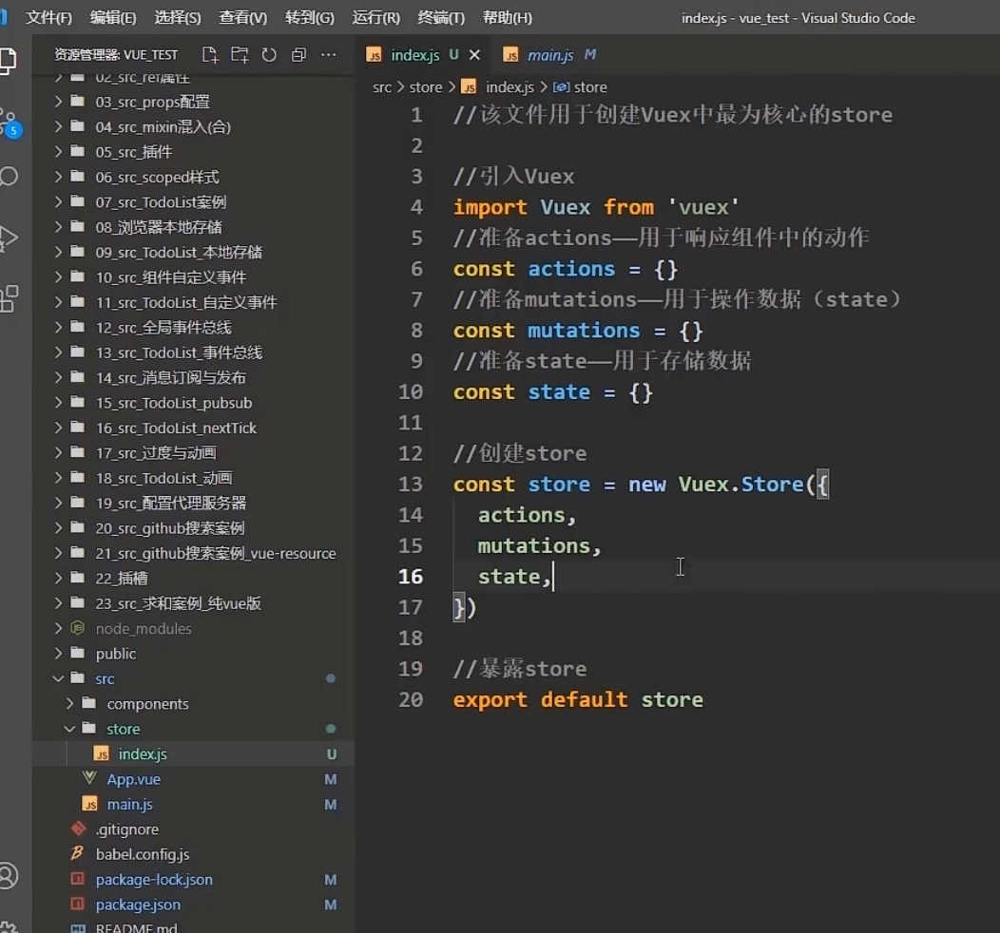 文件(F) 编辑(E) 选择(S) 查看(V) 转到(G) 运行(R) 终端(T) 帮助(H) index.js - vue_test - Visual Studio Code
资源管理器: VUE_TEST
02_src_ref属性
03_src_props配置
04_src_mixin混入(合)
05_src_插件
06_src_scoped样式
07_src_TodoList案例
08_浏览器本地存储
09_src_TodoList_本地存储
10_src_组件自定义事件
11_src_TodoList_自定义事件
12_src_全局事件总线
13_src_TodoList_事件总线
14_src_消息订阅与发布
15_src_TodoList_pubsub
16_src_TodoList_nextTick
17_src_过度与动画
18_src_TodoList_动画
19_src_配置代理服务器
20_src_github搜索案例
21_src_github搜索案例_vue-resource
22_插槽
23_src_求和案例_纯vue版
node_modules
public
src
components
store
index.js U
App.vue M
main.js M
.gitignore
babel.config.js
package-lock.json M
package.json M
README.md
5
index.js U main.js M
src > store > index.js > store
1 //该文件用于创建Vuex中最为核心的store
2
3 //引入Vuex
4 import Vuex from 'vuex'
5 //准备actions——用于响应组件中的动作
6 const actions = {}
7 //准备mutations——用于操作数据（state）
8 const mutations = {}
9 //准备state——用于存储数据
10 const state = {}
11
12 //创建store
13 const store = new Vuex.Store({
14 actions,
15 mutations,
16 state,
17 })
18
19 //暴露store
20 export default store